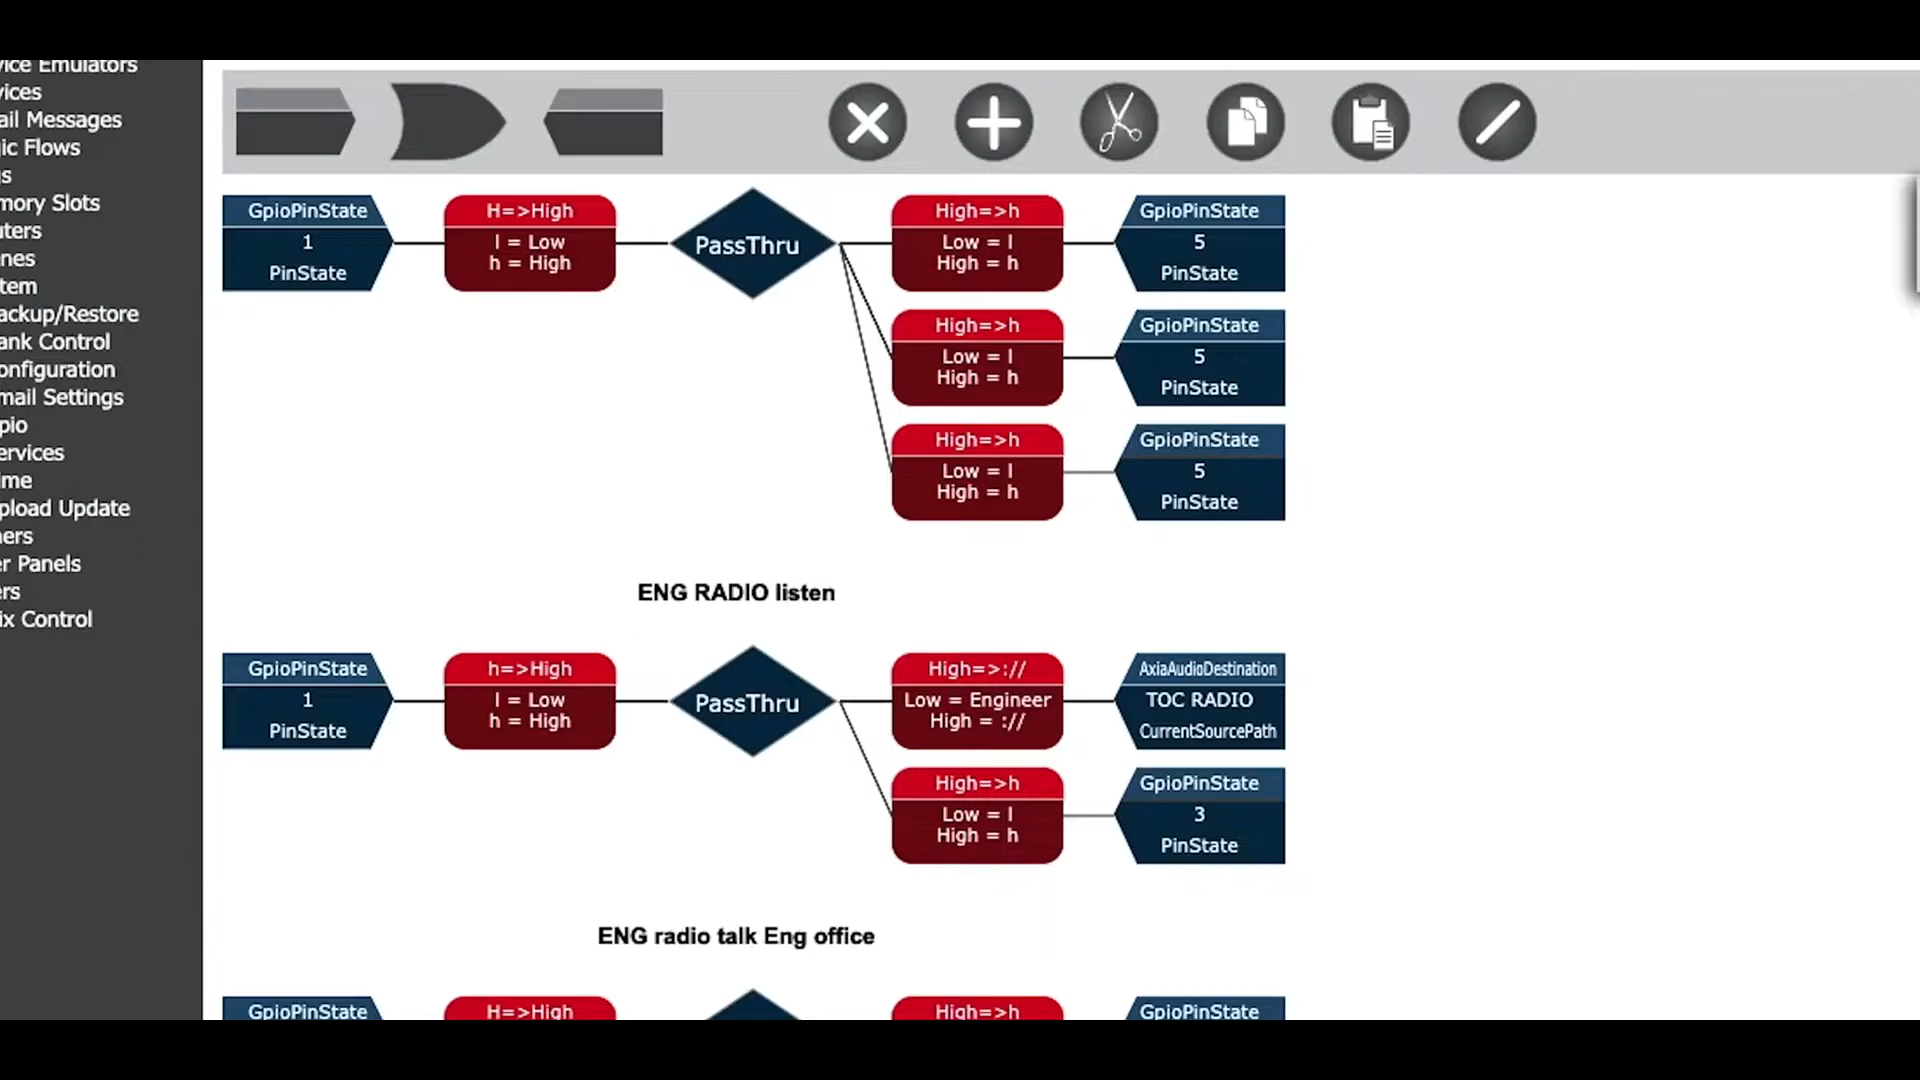 vice Emulators
vices
ail Messages
ic Flows
s
mory Slots
uters
nes
tem
ackup/Restore
ank Control
onfiguration
mail Settings
pio
ervices
ime
pload Update
ners
er Panels
ers
ix Control
GpioPinState
1
PinState
H=>High
l = Low
h = High
PassThru
High=>h
Low = l
High = h
GpioPinState
5
PinState
High=>h
Low = l
High = h
GpioPinState
5
PinState
High=>h
Low = l
High = h
GpioPinState
5
PinState
ENG RADIO listen
GpioPinState
1
PinState
h=>High
l = Low
h = High
PassThru
High=>://
Low = Engineer
High = ://
AxiaAudioDestination
TOC RADIO
CurrentSourcePath
High=>h
Low = l
High = h
GpioPinState
3
PinState
ENG radio talk Eng office
GpioPinState
H=>High
High=>h
GpioPinState